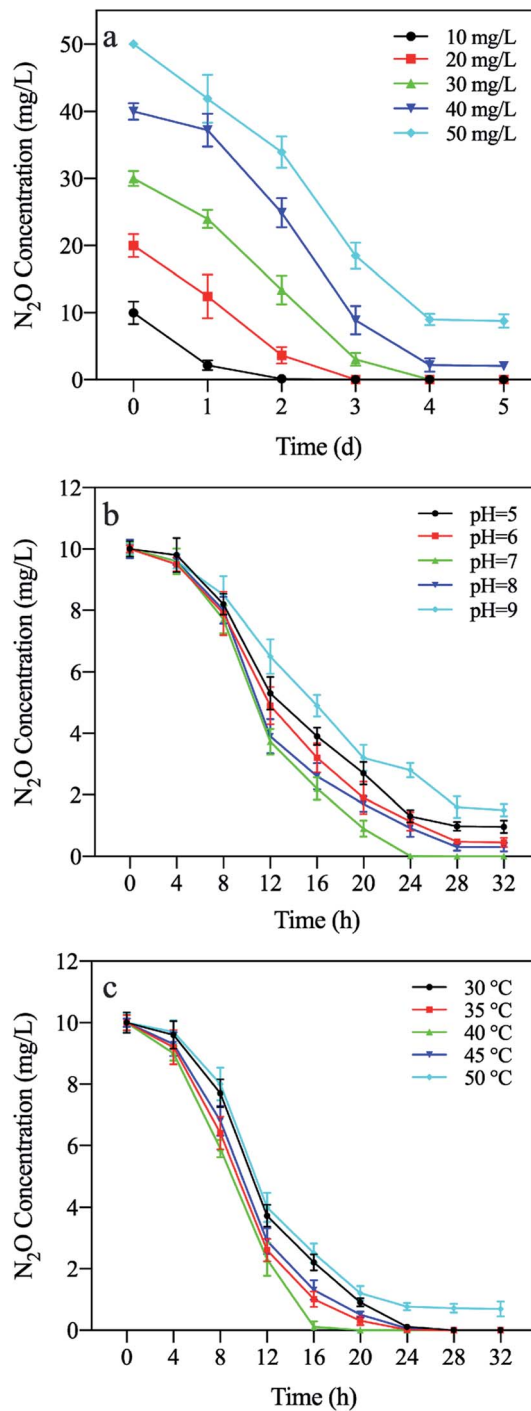 a
10 mg/L
20 mg/L
30 mg/L
40 mg/L
50 mg/L
50
40
30
20
10
0
N₂O Concentration (mg/L)
0 1 2 3 4 5
Time (d)
b
pH=5
pH=6
pH=7
pH=8
pH=9
12
10
8
6
4
2
0
N₂O Concentration (mg/L)
0 4 8 12 16 20 24 28 32
Time (h)
c
30 °C
35 °C
40 °C
45 °C
50 °C
12
10
8
6
4
2
0
N₂O Concentration (mg/L)
0 4 8 12 16 20 24 28 32
Time (h)